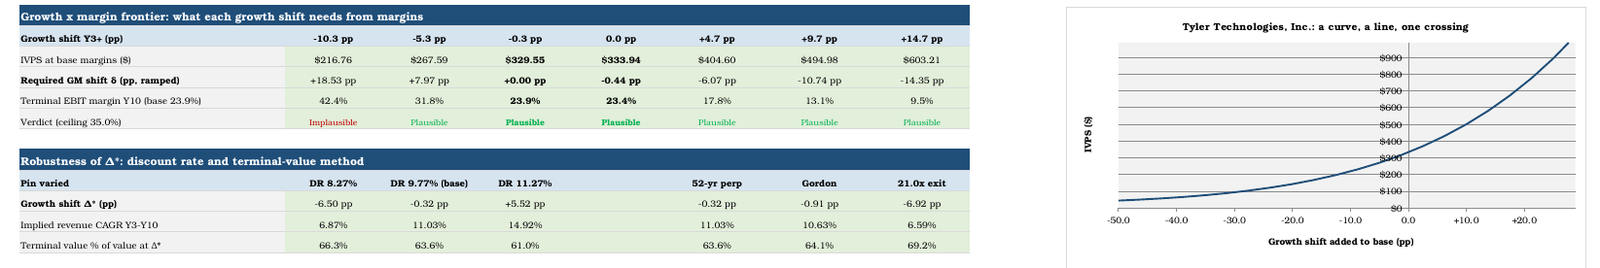 Growth x margin frontier: what each growth shift needs from margins
Growth shift Y3+ (pp) -10.3 pp -5.3 pp -0.3 pp 0.0 pp +4.7 pp +9.7 pp +14.7 pp
IVPS at base margins ($) $216.76 $267.59 $329.55 $333.94 $404.60 $494.98 $603.21
Required GM shift δ (pp, ramped) +18.53 pp +7.97 pp +0.00 pp -0.44 pp -6.07 pp -10.74 pp -14.35 pp
Terminal EBIT margin Y10 (base 23.9%) 42.4% 31.8% 23.9% 23.4% 17.8% 13.1% 9.5%
Verdict (ceiling 35.0%) Implausible Plausible Plausible Plausible Plausible Plausible Plausible
Robustness of Δ*: discount rate and terminal-value method
Pin varied DR 8.27% DR 9.77% (base) DR 11.27% 52-yr perp Gordon 21.0x exit
Growth shift Δ* (pp) -6.50 pp -0.32 pp +5.52 pp -0.32 pp -0.91 pp -6.92 pp
Implied revenue CAGR Y3-Y10 6.87% 11.03% 14.92% 11.03% 10.63% 6.59%
Terminal value % of value at Δ* 66.3% 63.6% 61.0% 63.6% 64.1% 69.2%
Tyler Technologies, Inc.: a curve, a line, one crossing
IVPS ($)
$900
$800
$700
$600
$500
$400
$300
$200
$100
$0
-50.0 -40.0 -30.0 -20.0 -10.0 0.0 +10.0 +20.0
Growth shift added to base (pp)